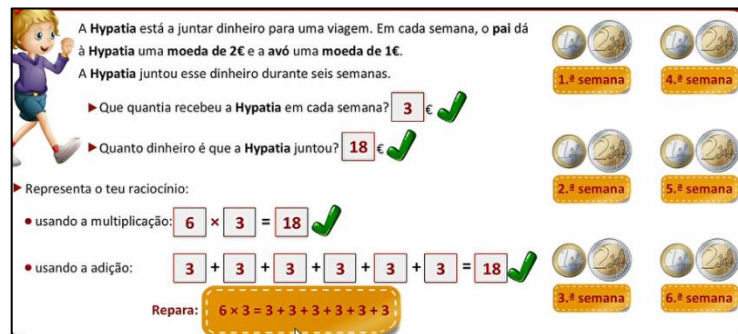 A Hypatia está a juntar dinheiro para uma viagem. Em cada semana, o pai dá
à Hypatia uma moeda de 2€ e a avó uma moeda de 1€.
A Hypatia juntou esse dinheiro durante seis semanas.
▶ Que quantia recebeu a Hypatia em cada semana? 3 €
▶ Quanto dinheiro é que a Hypatia juntou? 18 €
▶ Representa o teu raciocínio:
• usando a multiplicação: 6 × 3 = 18
• usando a adição: 3 + 3 + 3 + 3 + 3 + 3 = 18
Repara: 6 × 3 = 3 + 3 + 3 + 3 + 3 + 3
1.ª semana
4.ª semana
2.ª semana
5.ª semana
3.ª semana
6.ª semana